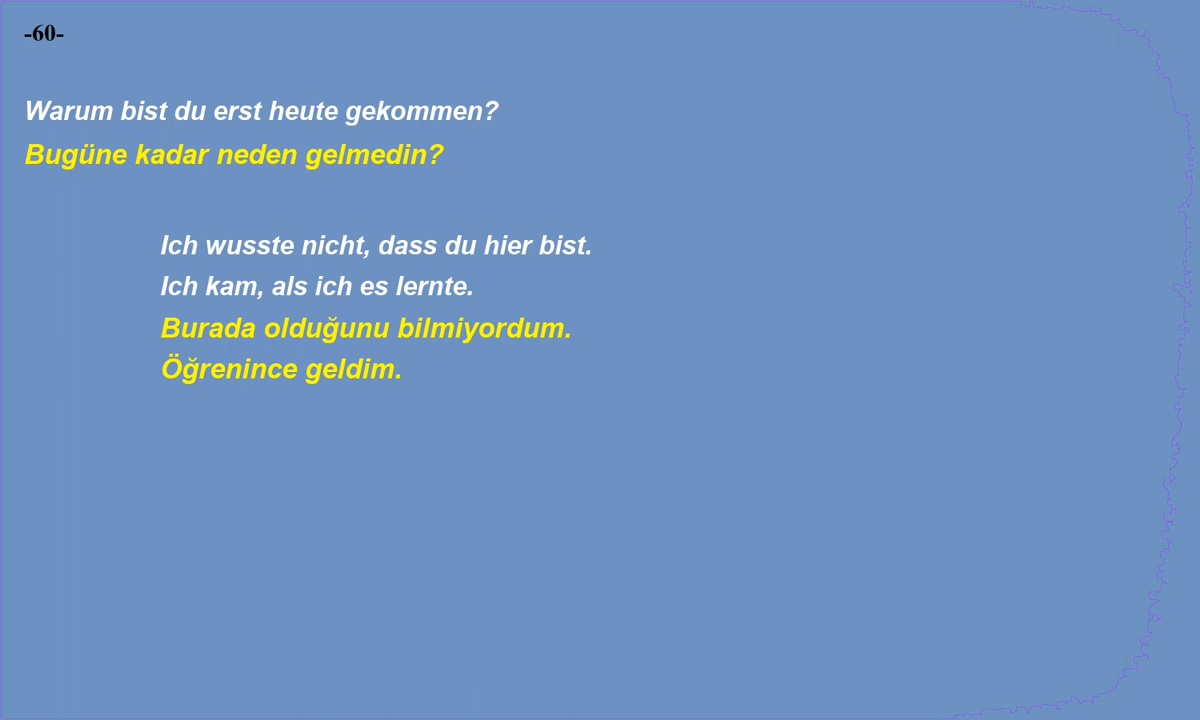 -60-
Warum bist du erst heute gekommen?
Bugüne kadar neden gelmedin?
Ich wusste nicht, dass du hier bist.
Ich kam, als ich es lernte.
Burada olduğunu bilmiyordum.
Öğrenince geldim.